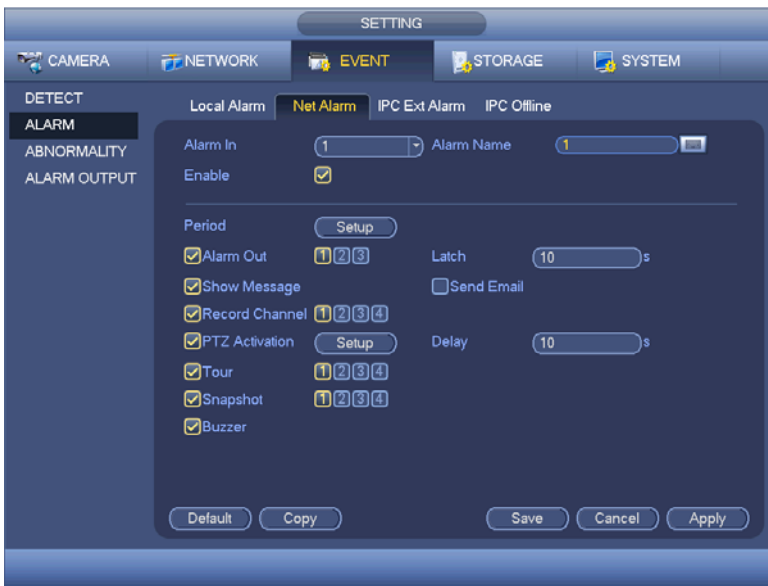 SETTING
CAMERA NETWORK EVENT STORAGE SYSTEM
DETECT
ALARM
ABNORMALITY
ALARM OUTPUT
Local Alarm Net Alarm IPC Ext Alarm IPC Offline
Alarm In 1 Alarm Name 1
Enable
Period Setup
Alarm Out 1 2 3 Latch 10 s
Show Message Send Email
Record Channel 1 2 3 4
PTZ Activation Setup Delay 10 s
Tour 1 2 3 4
Snapshot 1 2 3 4
Buzzer
Default Copy Save Cancel Apply